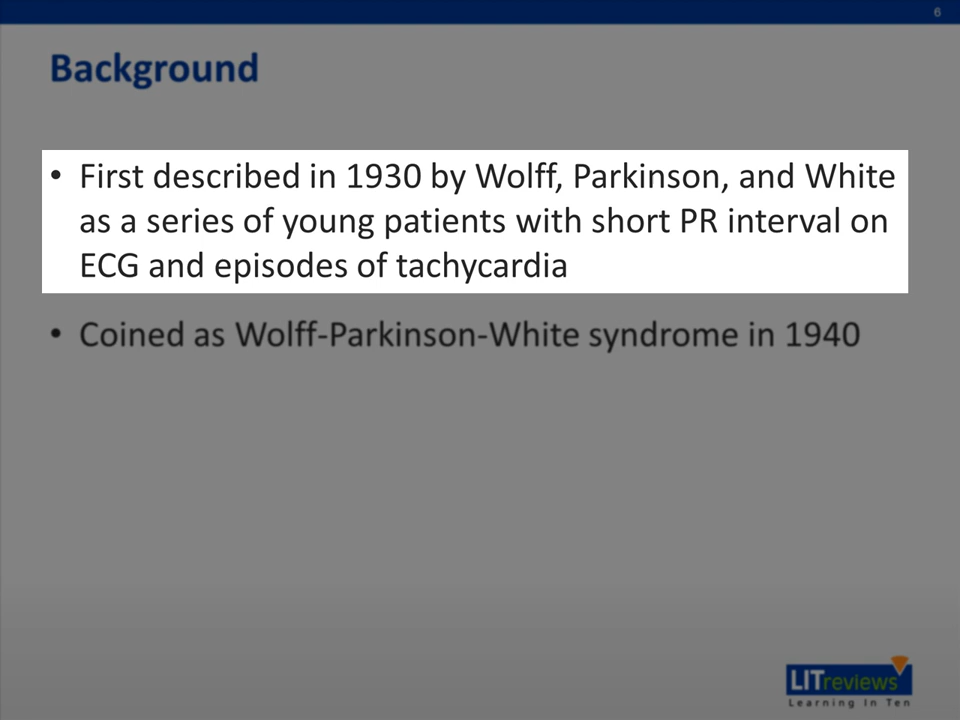 6
Background
• First described in 1930 by Wolff, Parkinson, and White
as a series of young patients with short PR interval on
ECG and episodes of tachycardia
• Coined as Wolff-Parkinson-White syndrome in 1940
LITreviews
Learning In Ten